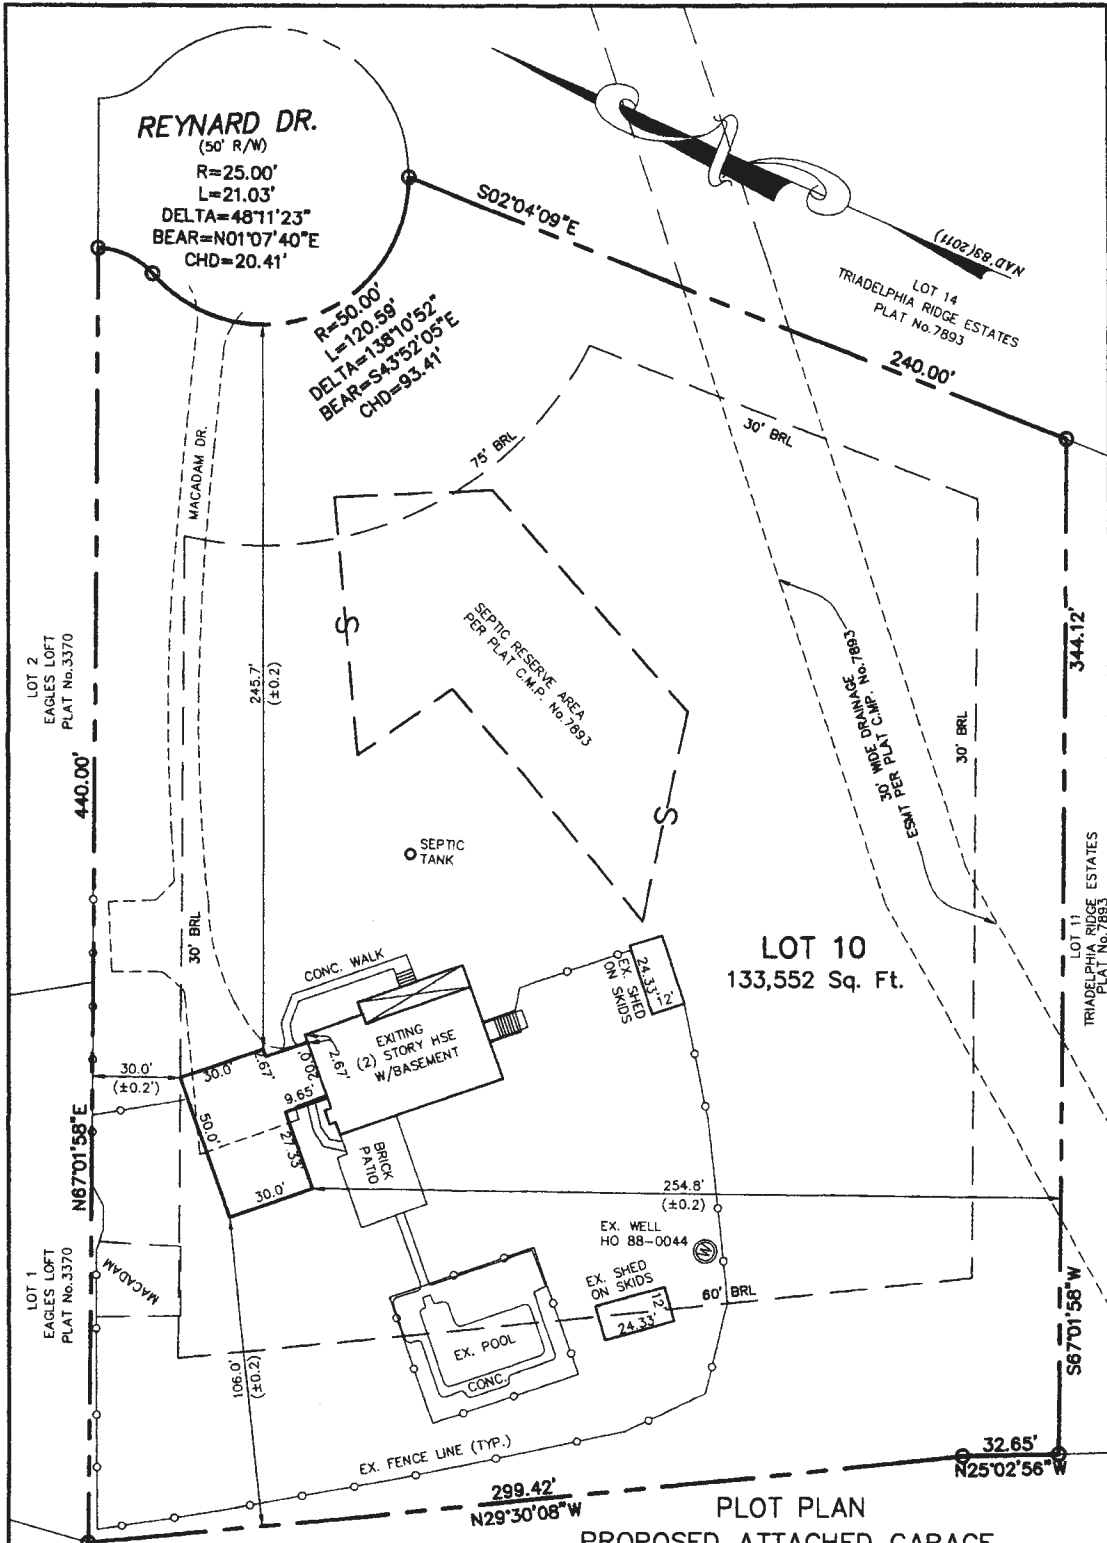 REYNARD DR.
(50' R/W)
R=25.00'
L=21.03'
DELTA=48°11'23"
BEAR=N01°07'40"E
CHD=20.41'
R=50.00'
L=120.59'
DELTA=138°10'52"
BEAR=S43°52'05"E
CHD=93.41'
S02°04'09"E
240.00'
N
NAD'83(2011)
LOT 14
TRIADELPHIA RIDGE ESTATES
PLAT No.7893
30' BRL
75' BRL
MACADAM DR.
245.7'
(±0.2)
S
SEPTIC RESERVE AREA
PER PLAT C.M.P. No.7893
S
30' WIDE DRAINAGE
ESMT PER PLAT C.MP. No.7893
30' BRL
344.12'
LOT 2
EAGLES LOFT
PLAT No.3370
440.00'
SEPTIC
TANK
30' BRL
LOT 10
133,552 Sq. Ft.
LOT 11
TRIADELPHIA RIDGE ESTATES
PLAT No.7893
CONC. WALK
EX. SHED
ON SKIDS
24.33'
12'
EXITING
(2) STORY HSE
W/BASEMENT
30.0'
(±0.2')
30.0'
2.67'
20.0'
2.67'
9.65'
50.0'
27.33'
30.0'
BRICK
PATIO
254.8'
(±0.2)
N67°01'58"E
EX. WELL
HO 88-0044
W
EX. SHED
ON SKIDS
24.33'
12'
60' BRL
LOT 1
EAGLES LOFT
PLAT No.3370
MACADAM
EX. POOL
CONC.
106.0'
(±0.2)
S67°01'58"W
EX. FENCE LINE (TYP.)
299.42'
N29°30'08"W
32.65'
N25°02'56"W
PLOT PLAN
PROPOSED ATTACHED GARAGE